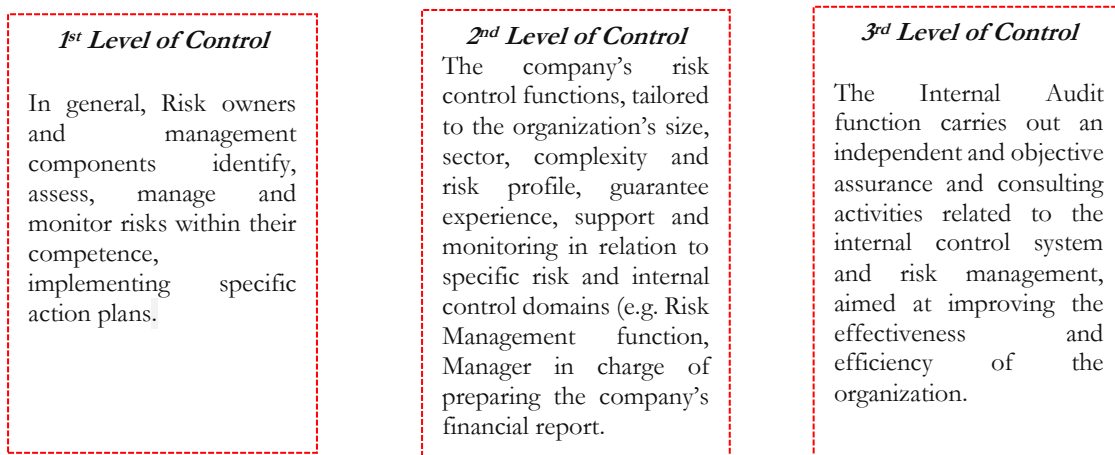 1st Level of Control
In general, Risk owners
and management
components identify,
assess, manage and
monitor risks within their
competence,
implementing specific
action plans.
2nd Level of Control
The company's risk
control functions, tailored
to the organization's size,
sector, complexity and
risk profile, guarantee
experience, support and
monitoring in relation to
specific risk and internal
control domains (e.g. Risk
Management function,
Manager in charge of
preparing the company's
financial report.
3rd Level of Control
The Internal Audit
function carries out an
independent and objective
assurance and consulting
activities related to the
internal control system
and risk management,
aimed at improving the
effectiveness and
efficiency of the
organization.